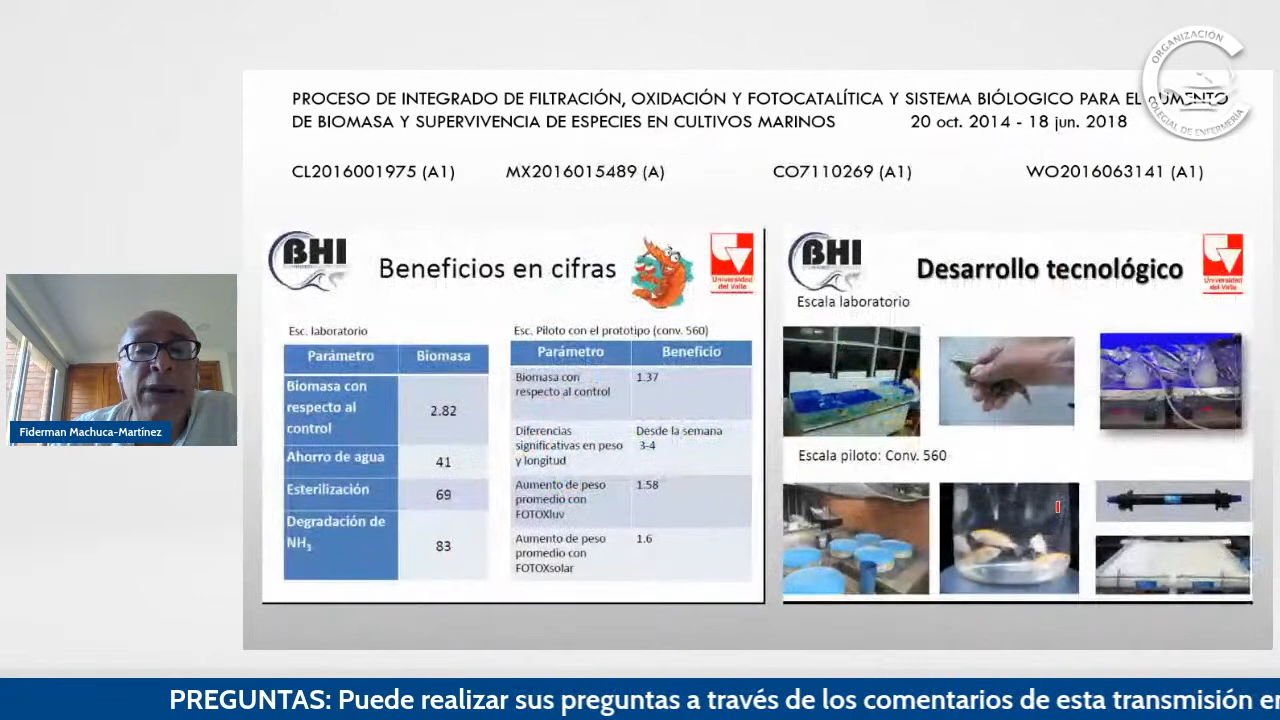 ORGANIZACIÓN
COLEGIAL DE ENFERMERÍA
PROCESO DE INTEGRADO DE FILTRACIÓN, OXIDACIÓN Y FOTOCATALÍTICA Y SISTEMA BIÓLOGICO PARA EL AUMENTO
DE BIOMASA Y SUPERVIVENCIA DE ESPECIES EN CULTIVOS MARINOS 20 oct. 2014 - 18 jun. 2018
CL2016001975 (A1) MX2016015489 (A) CO7110269 (A1) WO2016063141 (A1)
BHI
Beneficios en cifras
Universidad
del Valle
Esc. laboratorio
Parámetro Biomasa
Biomasa con
respecto al
control
2.82
Ahorro de agua 41
Esterilización 69
Degradación de
NH3
83
Esc. Piloto con el prototipo (conv. 560)
Parámetro Beneficio
Biomasa con
respecto al control
1.37
Diferencias
significativas en peso
y longitud
Desde la semana
3-4
Aumento de peso
promedio con
FOTOXluv
1.58
Aumento de peso
promedio con
FOTOXsolar
1.6
BHI
Desarrollo tecnológico
Universidad
del Valle
Escala laboratorio
Escala piloto: Conv. 560
Fiderman Machuca-Martínez
PREGUNTAS: Puede realizar sus preguntas a través de los comentarios de esta transmisión en